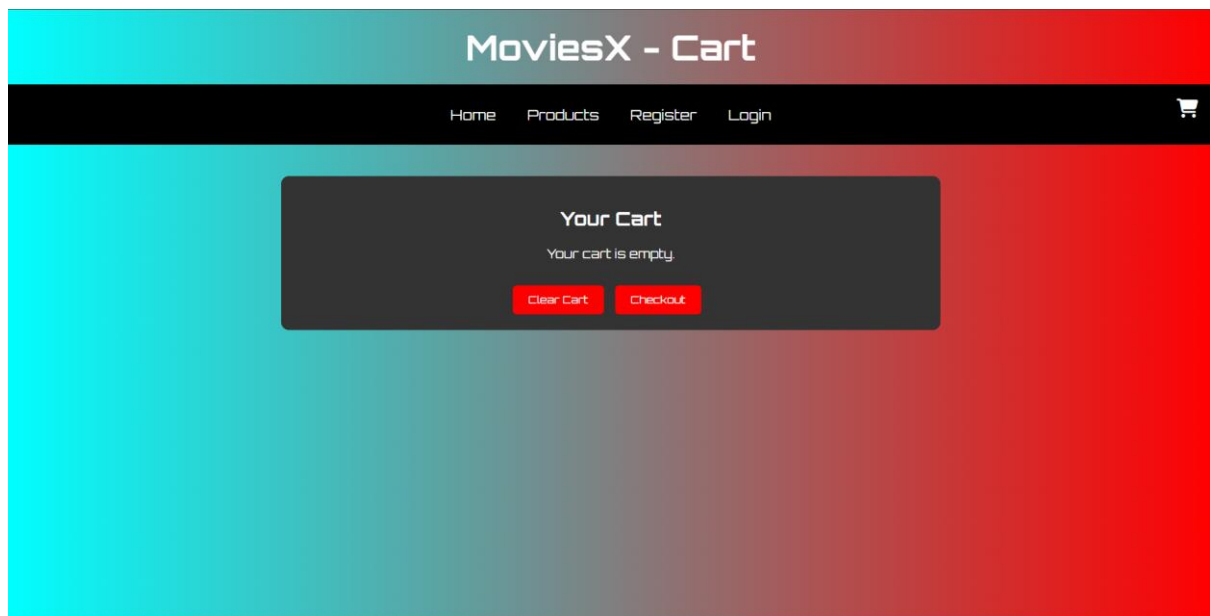 MoviesX - Cart
Home Products Register Login
Your Cart
Your cart is empty.
Clear Cart Checkout